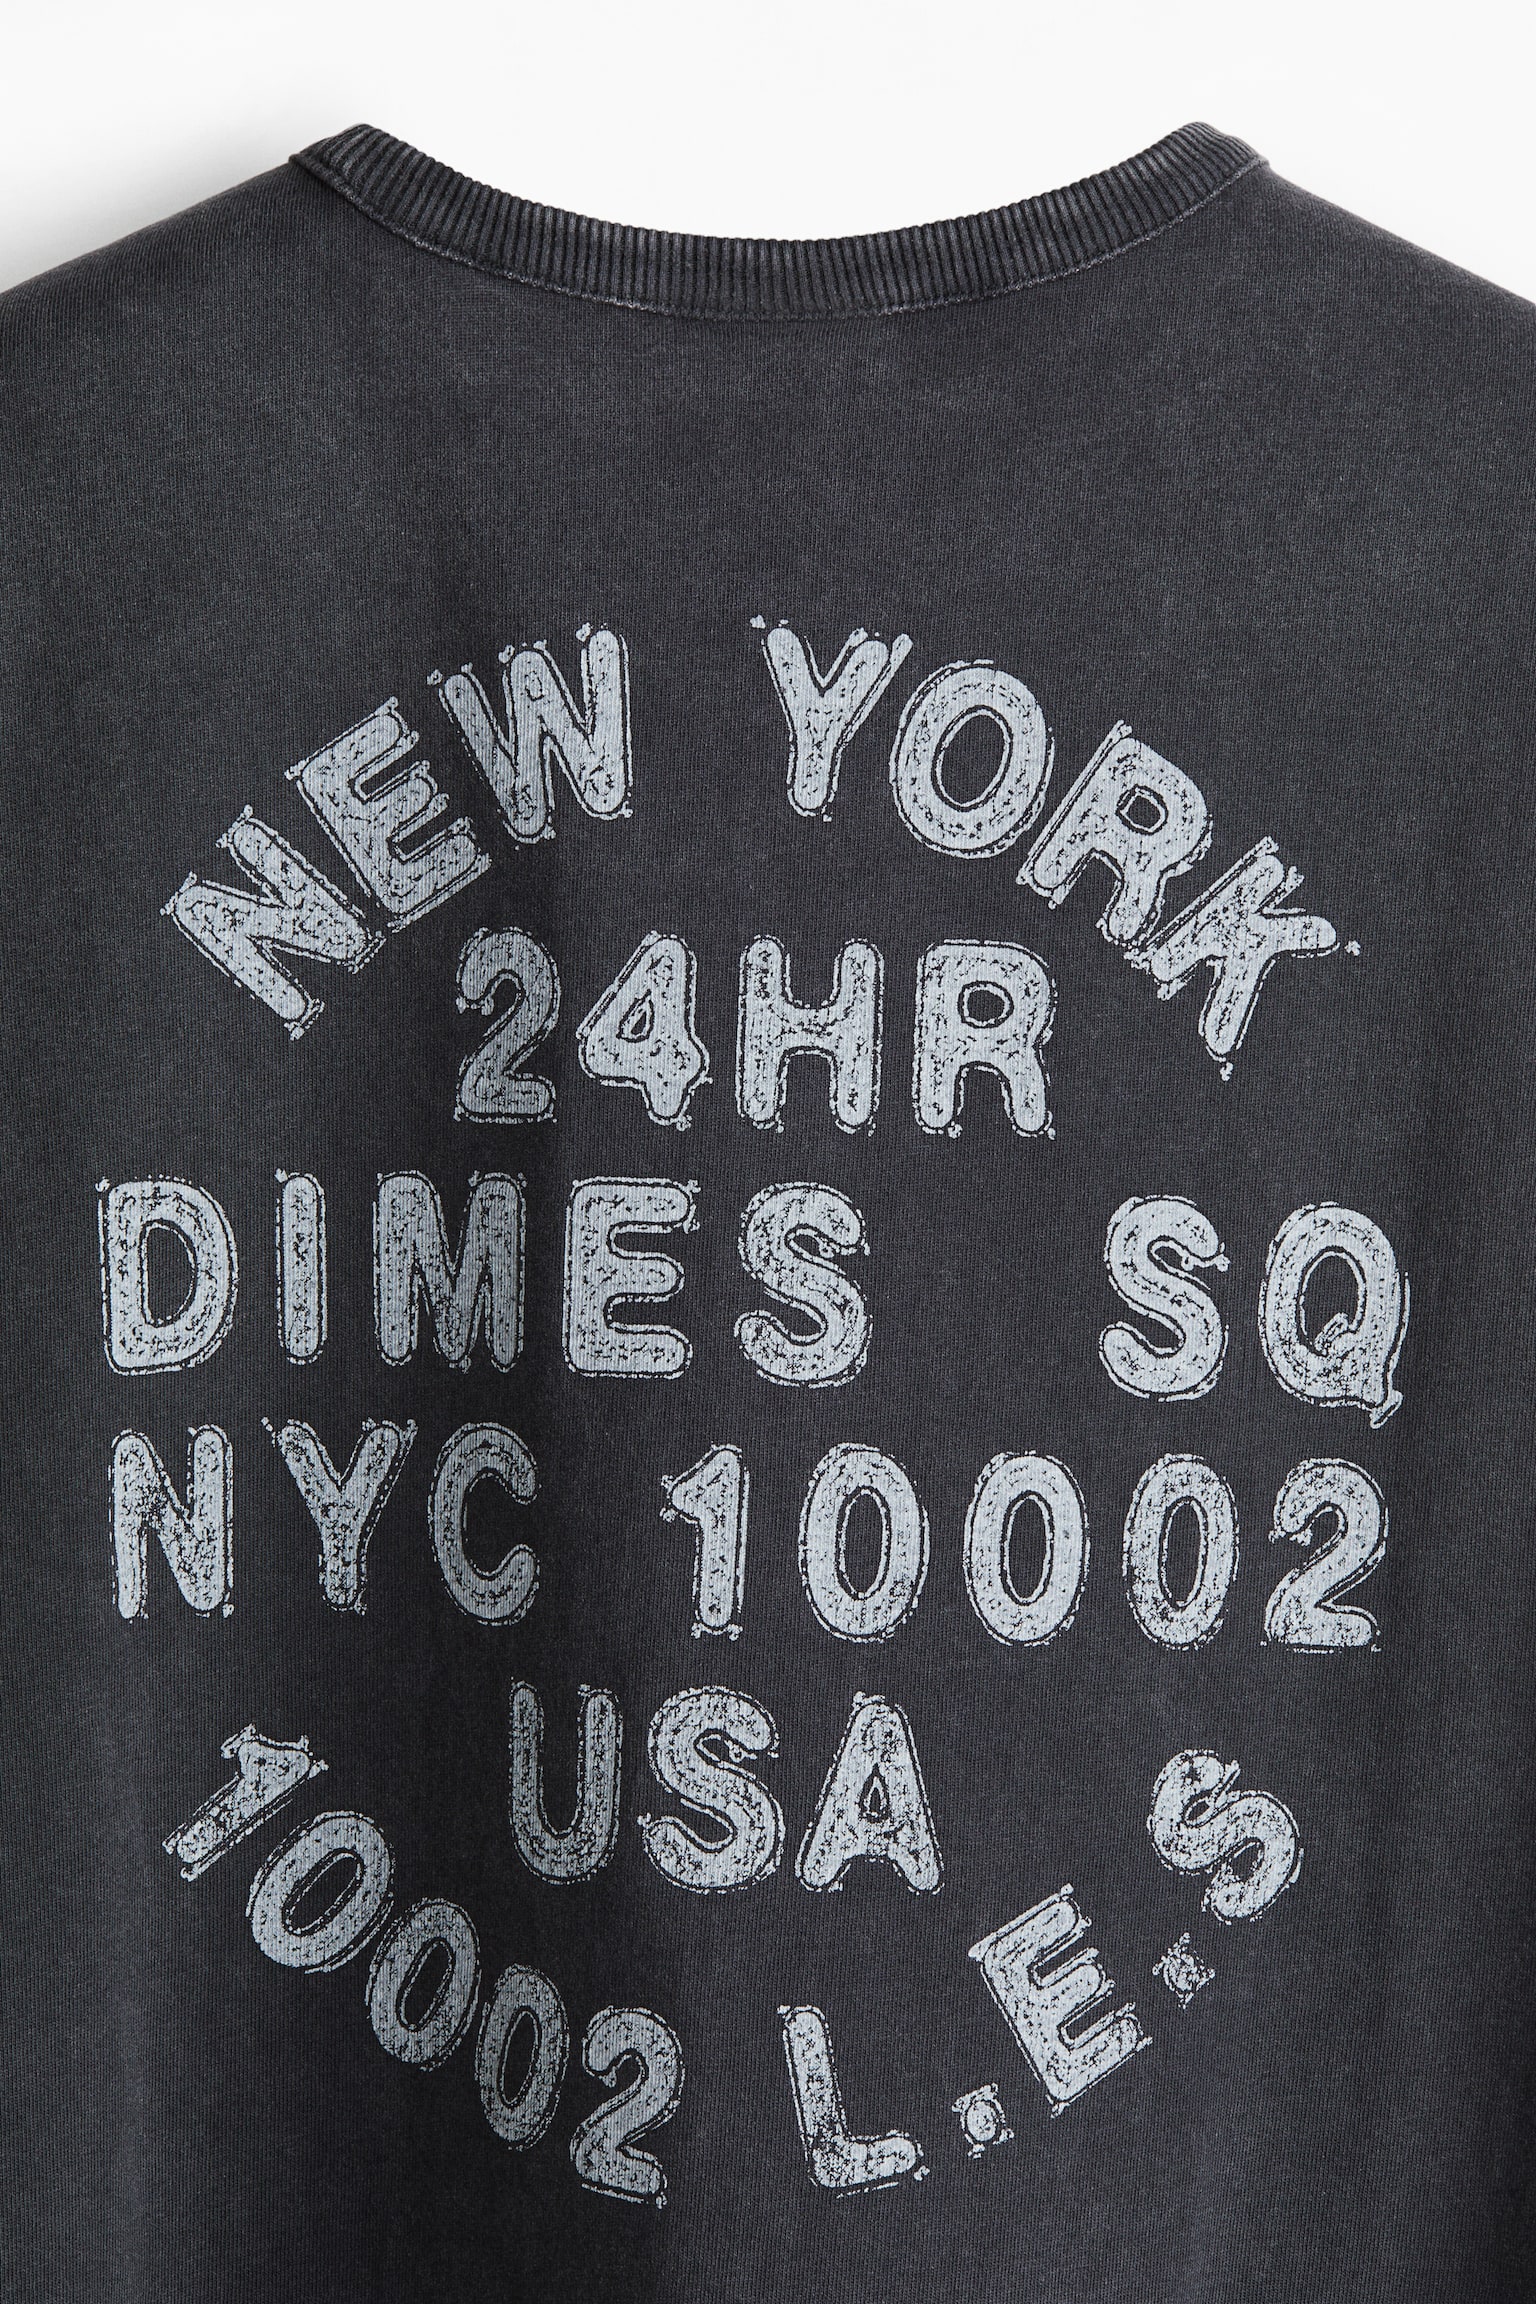 NEW YORK
24HR
DIMES SQ
NYC 10002
USA
10002 L.E.S